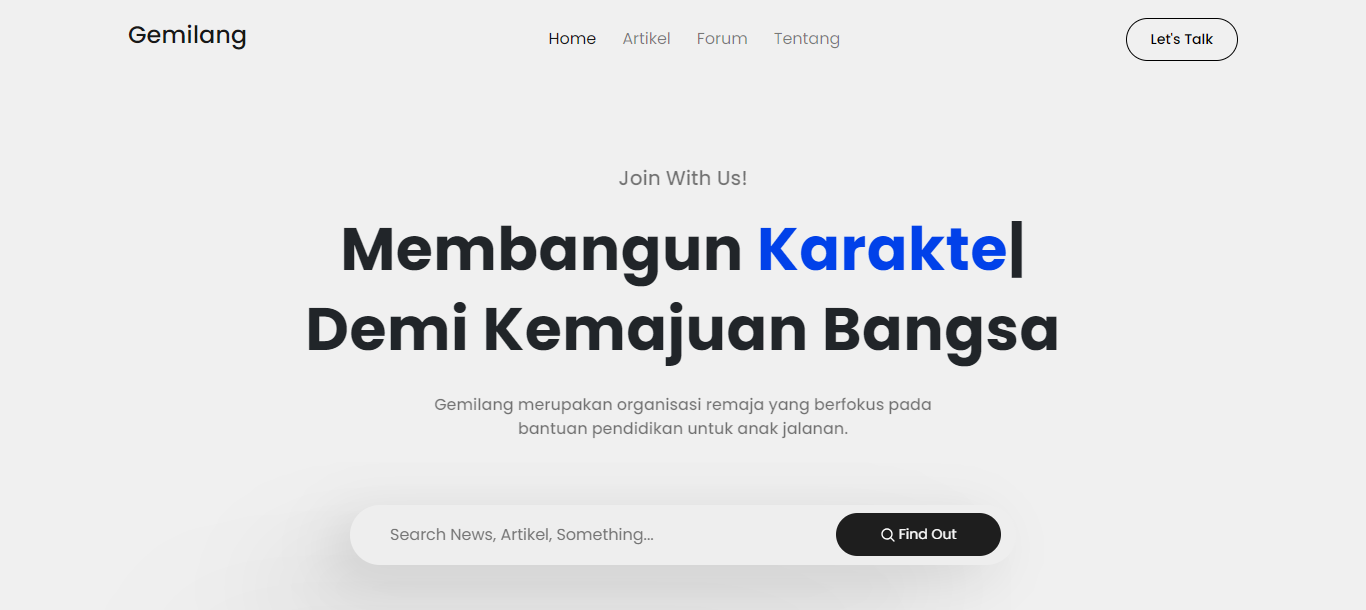 Gemilang
Home Artikel Forum Tentang
Let's Talk
Join With Us!
Membangun Karakte|
Demi Kemajuan Bangsa
Gemilang merupakan organisasi remaja yang berfokus pada
bantuan pendidikan untuk anak jalanan.
Search News, Artikel, Something...
Find Out